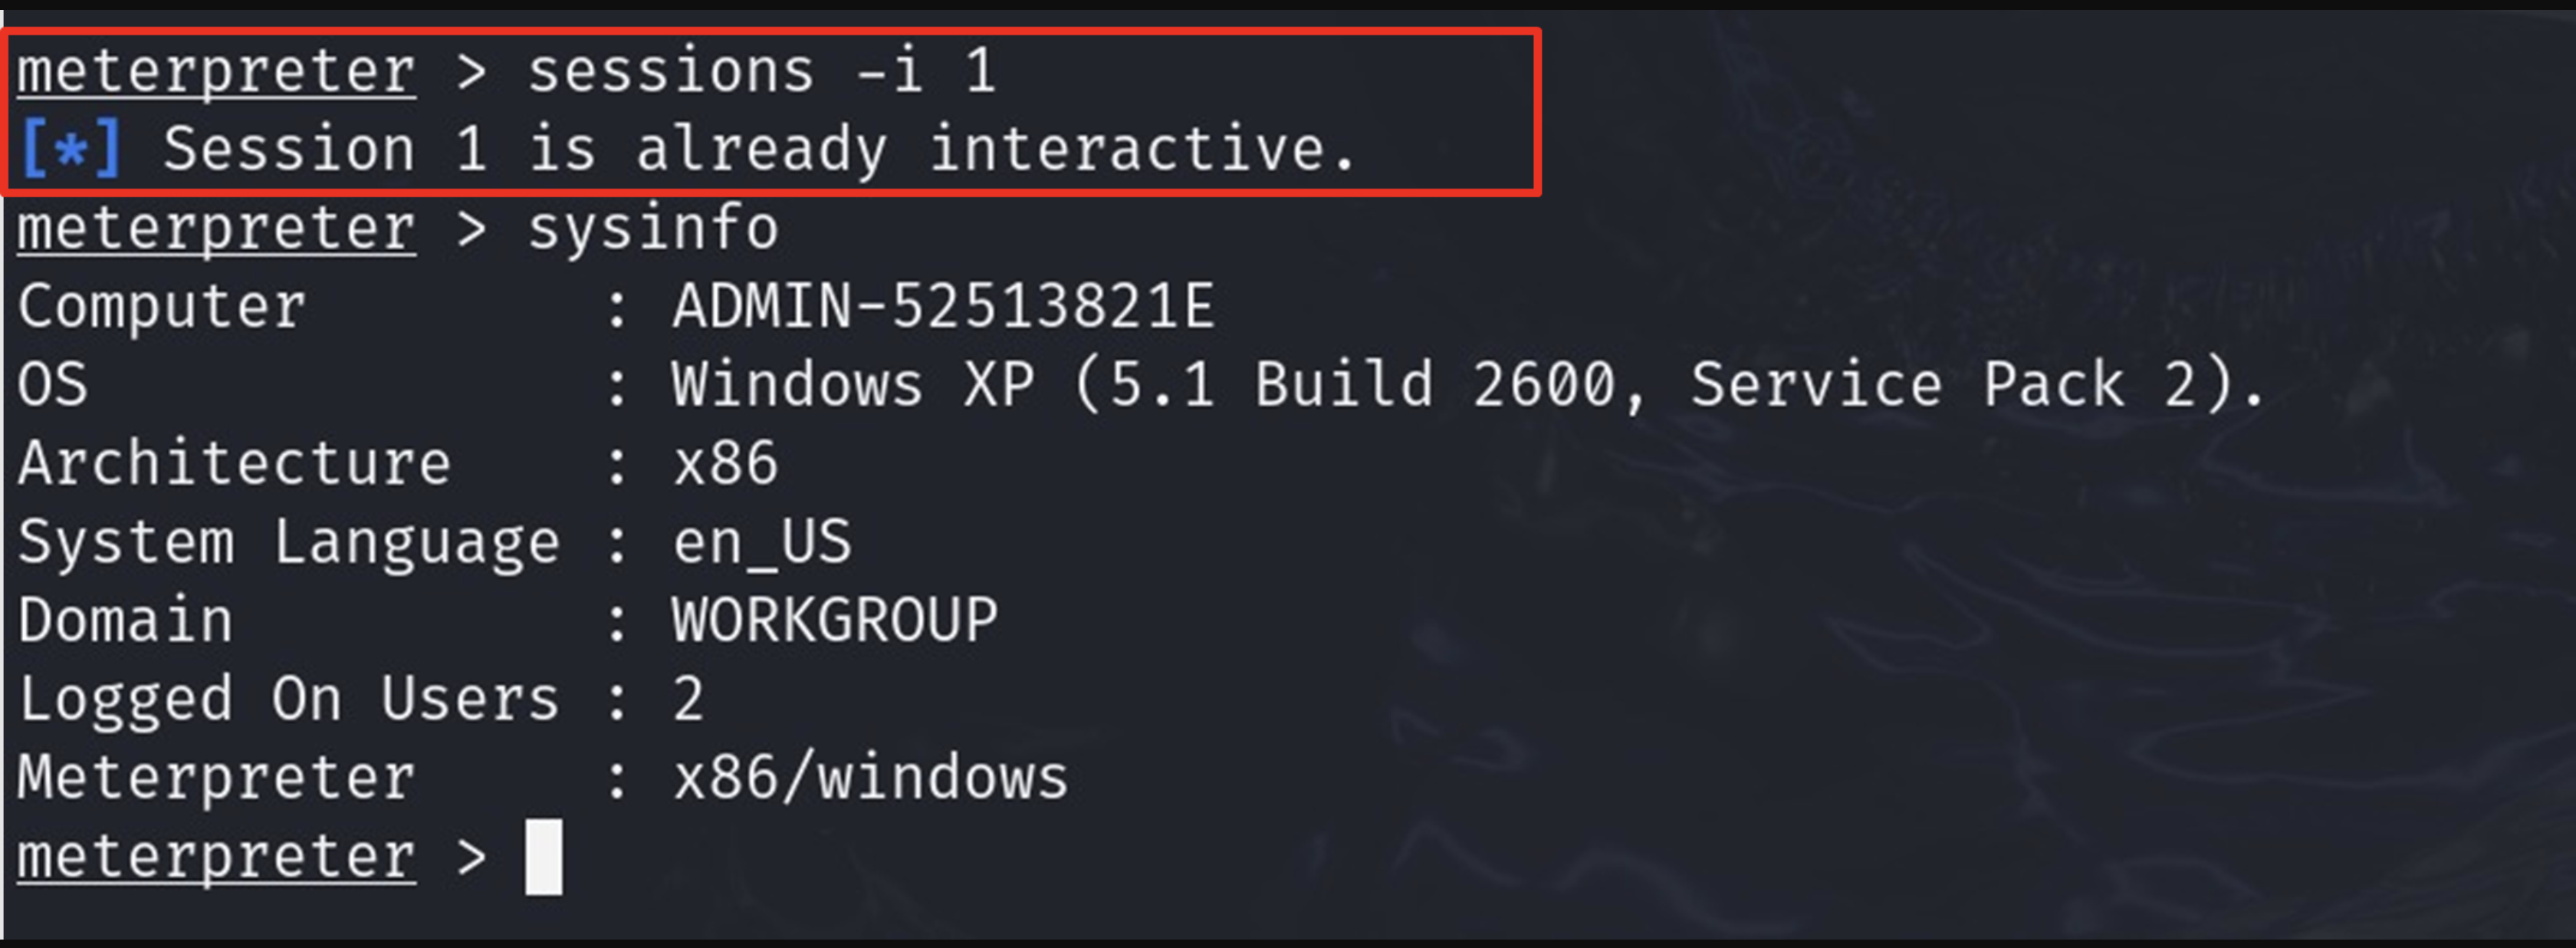 meterpreter > sessions -i 1
[*] Session 1 is already interactive.
meterpreter > sysinfo
Computer        : ADMIN-52513821E
OS              : Windows XP (5.1 Build 2600, Service Pack 2).
Architecture    : x86
System Language : en_US
Domain          : WORKGROUP
Logged On Users : 2
Meterpreter     : x86/windows
meterpreter >